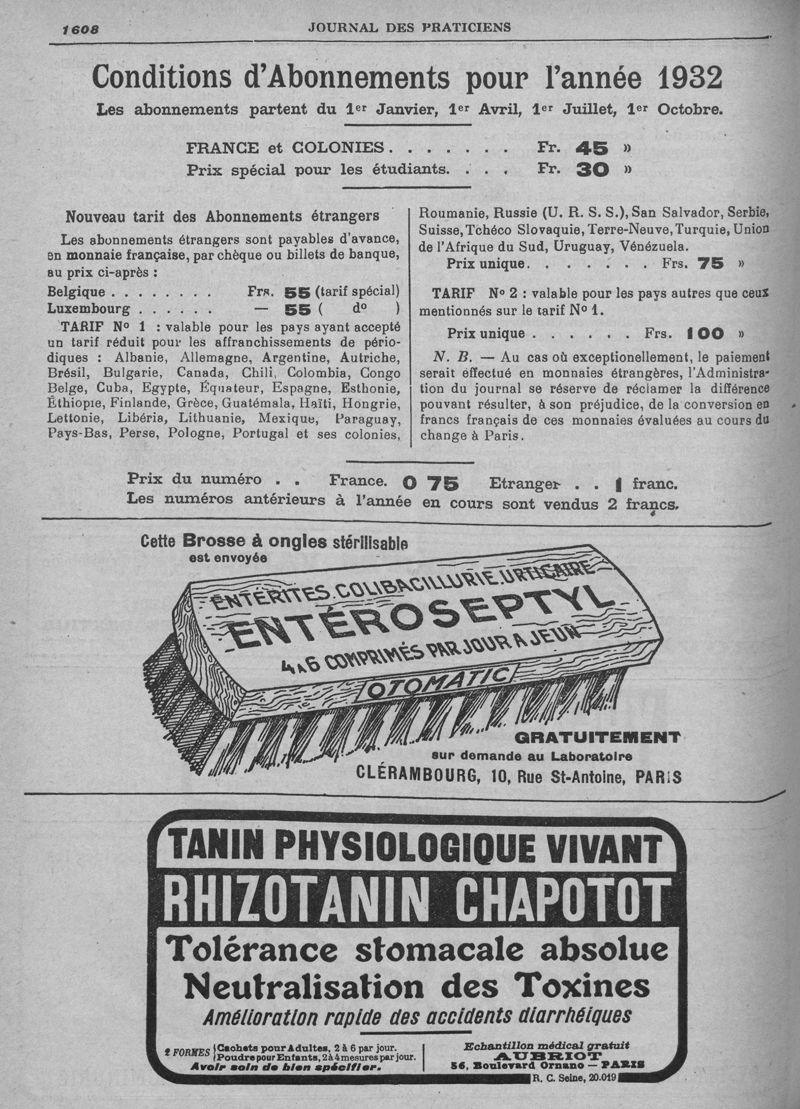 1608
JOURNAL DES PRATICIENS
Conditions d'Abonnements pour l'année 1932
Les abonnements partent du 1er Janvier, 1er Avril, 1er Juillet, 1er Octobre.
FRANCE et COLONIES. . . . . . . Fr. 45 »
Prix spécial pour les étudiants. . . . Fr. 30 »
Nouveau tarif des Abonnements étrangers
Les abonnements étrangers sont payables d'avance,
en monnaie française, par chèque ou billets de banque,
au prix ci-après :
Belgique . . . . . . . . Frs. 55 (tarif spécial)
Luxembourg . . . . . . — 55 ( do )
TARIF No 1 : valable pour les pays ayant accepté
un tarif réduit pour les affranchissements de pério-
diques : Albanie, Allemagne, Argentine, Autriche,
Brésil, Bulgarie, Canada, Chili, Colombia, Congo
Belge, Cuba, Egypte, Équateur, Espagne, Esthonie,
Éthiopie, Finlande, Grèce, Guatémala, Haïti, Hongrie,
Lettonie, Libéria, Lithuanie, Mexique, Paraguay,
Pays-Bas, Perse, Pologne, Portugal et ses colonies,
Roumanie, Russie (U. R. S. S.), San Salvador, Serbie,
Suisse, Tchéco Slovaquie, Terre-Neuve, Turquie, Union
de l'Afrique du Sud, Uruguay, Vénézuela.
Prix unique. . . . . . . Frs. 75 »
TARIF No 2 : valable pour les pays autres que ceux
mentionnés sur le tarif No 1.
Prix unique . . . . . . Frs. 100 »
N. B. — Au cas où exceptionellement, le paiement
serait effectué en monnaies étrangères, l'Administra-
tion du journal se réserve de réclamer la différence
pouvant résulter, à son préjudice, de la conversion en
francs français de ces monnaies évaluées au cours du
change à Paris.
Prix du numéro . . France. 0 75 Etranger . . 1 franc.
Les numéros antérieurs à l'année en cours sont vendus 2 francs.
Cette Brosse à ongles stérilisable
est envoyée
ENTÉRITES.COLIBACILLURIE.URTICAIRE
ENTÉROSEPTYL
4 à 6 COMPRIMÉS PAR JOUR A JEUN
OTOMATIC
GRATUITEMENT
sur demande au Laboratoire
CLÉRAMBOURG, 10, Rue St-Antoine, PARIS
TANIN PHYSIOLOGIQUE VIVANT
RHIZOTANIN CHAPOTOT
Tolérance stomacale absolue
Neutralisation des Toxines
Amélioration rapide des accidents diarrhéiques
2 FORMES
Cachets pour Adultes, 2 à 6 par jour.
Poudre pour Enfants, 2 à 4 mesures par jour.
Avoir soin de bien spécifier.
Echantillon médical gratuit
AUBRIOT
56, Boulevard Ornano — PARIS
R. C. Seine, 20.019